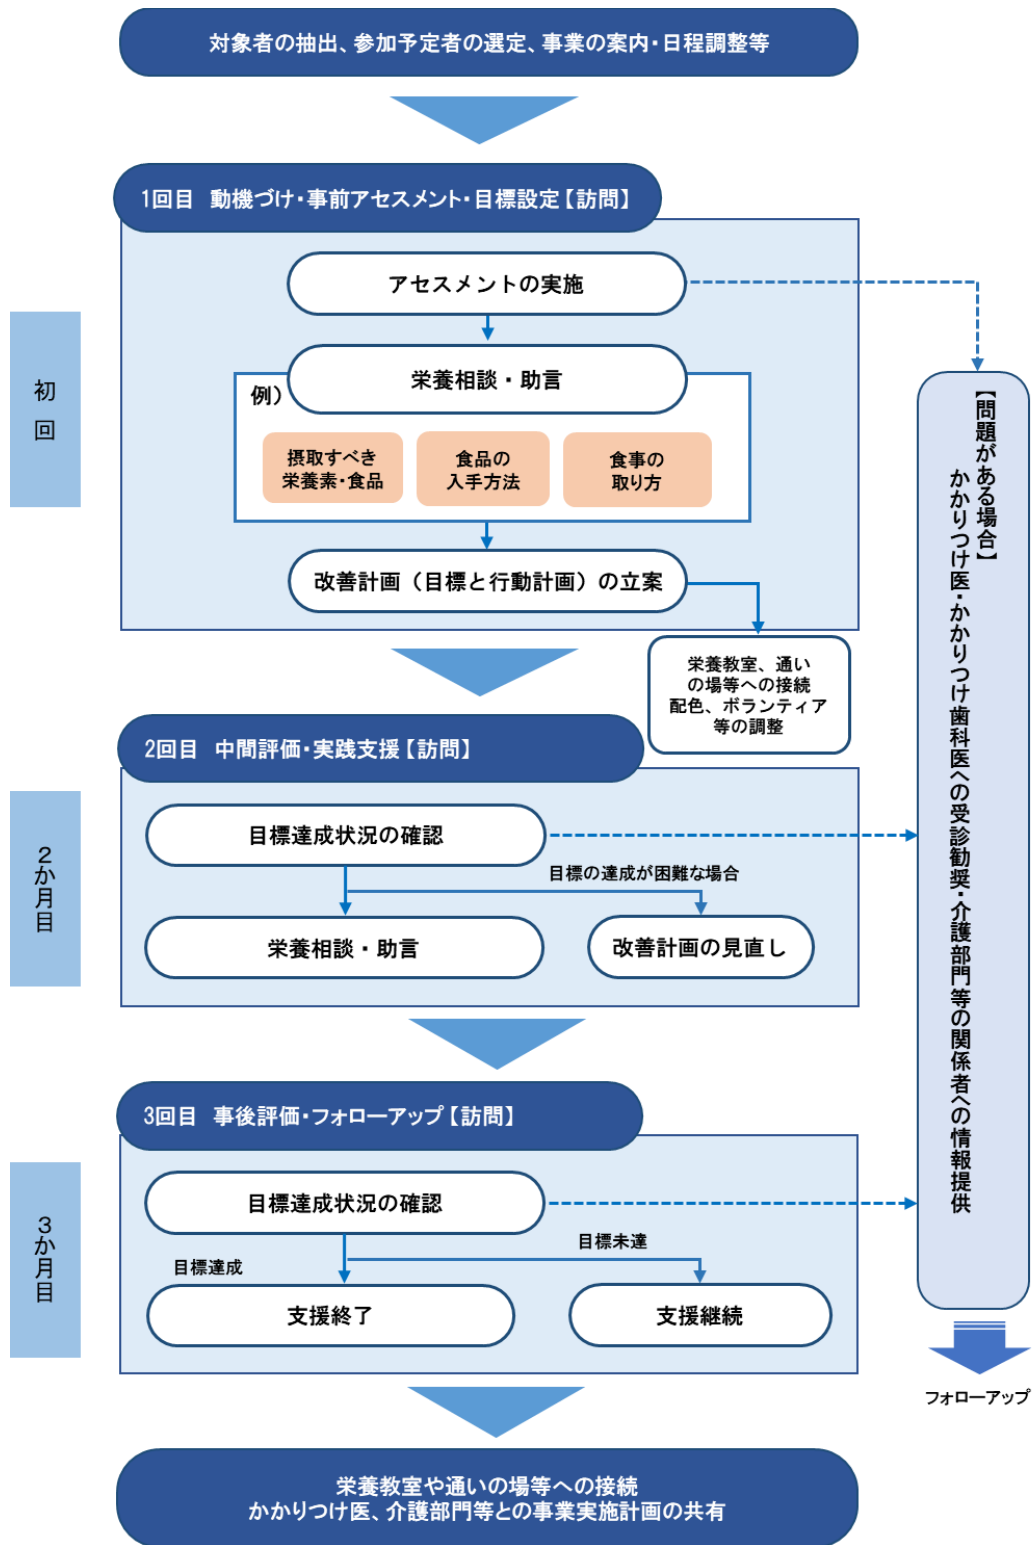 対象者の抽出、参加予定者の選定、事業の案内・日程調整等
1回目 動機づけ・事前アセスメント・目標設定【訪問】
初回
アセスメントの実施
栄養相談・助言
例）
摂取すべき
栄養素・食品
食品の
入手方法
食事の
取り方
改善計画（目標と行動計画）の立案
栄養教室、通い
の場等への接続
配色、ボランティア
等の調整
【問題がある場合】
かかりつけ医・かかりつけ歯科医への受診勧奨・介護部門等の関係者への情報提供
2回目 中間評価・実践支援【訪問】
２か月目
目標達成状況の確認
目標の達成が困難な場合
栄養相談・助言
改善計画の見直し
3回目 事後評価・フォローアップ【訪問】
３か月目
目標達成状況の確認
目標未達
目標達成
支援終了
支援継続
フォローアップ
栄養教室や通いの場等への接続
かかりつけ医、介護部門等との事業実施計画の共有